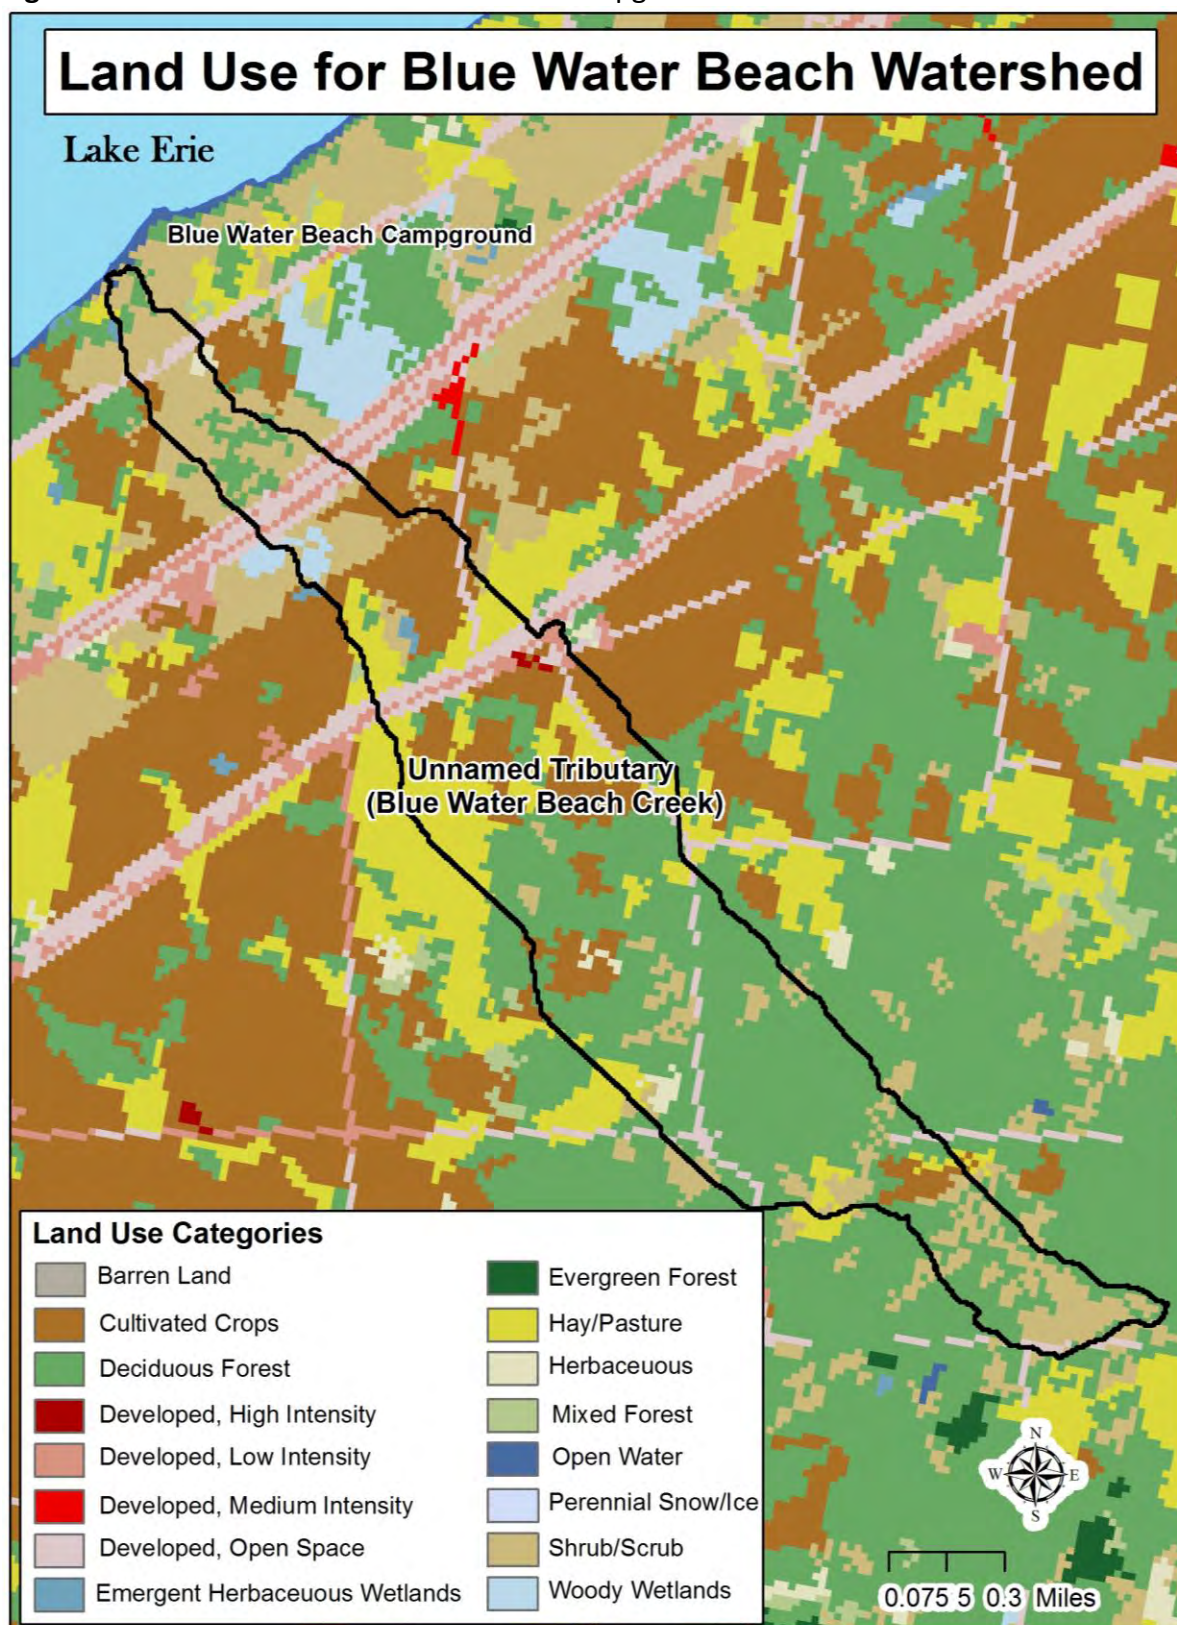 Land Use for Blue Water Beach Watershed
Lake Erie
Blue Water Beach Campground
Unnamed Tributary
(Blue Water Beach Creek)
Land Use Categories
Barren Land
Cultivated Crops
Deciduous Forest
Developed, High Intensity
Developed, Low Intensity
Developed, Medium Intensity
Developed, Open Space
Emergent Herbaceuous Wetlands
Evergreen Forest
Hay/Pasture
Herbaceuous
Mixed Forest
Open Water
Perennial Snow/Ice
Shrub/Scrub
Woody Wetlands
N
W E
S
0.075 5 0.3 Miles